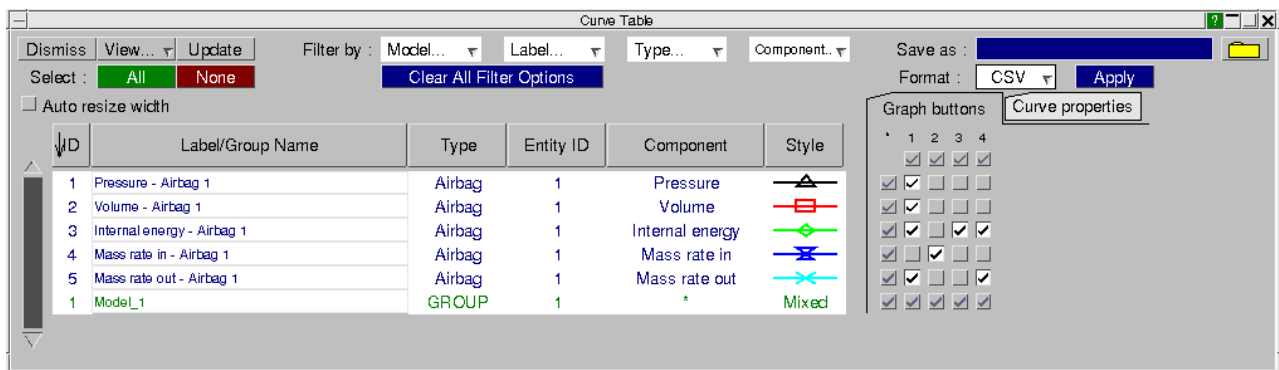 Curve Table
?
Dismiss View... Update Filter by : Model... Label... Type... Component.. Save as :
Select : All None Clear All Filter Options Format : CSV Apply
Auto resize width Graph buttons Curve properties
ID Label/Group Name Type Entity ID Component Style * 1 2 3 4
1 Pressure - Airbag 1 Airbag 1 Pressure
2 Volume - Airbag 1 Airbag 1 Volume
3 Internal energy - Airbag 1 Airbag 1 Internal energy
4 Mass rate in - Airbag 1 Airbag 1 Mass rate in
5 Mass rate out - Airbag 1 Airbag 1 Mass rate out
1 Model_1 GROUP 1 * Mixed